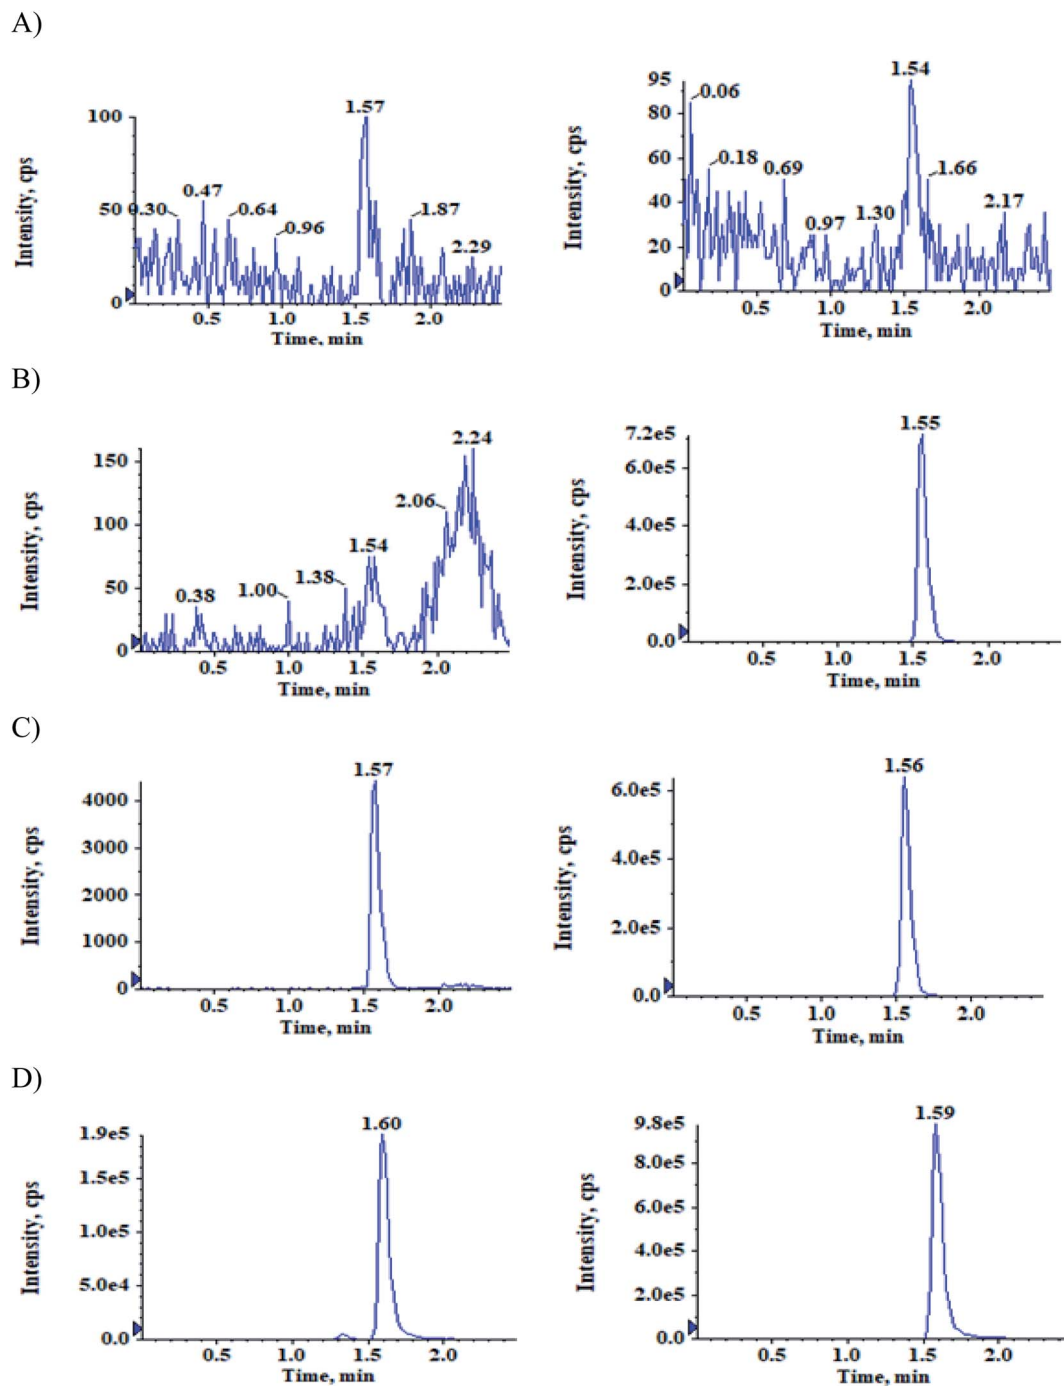 A)
Intensity, cps
100
50
0
0.30
0.47
0.64
0.96
1.57
1.87
2.29
0.5
1.0
1.5
2.0
Time, min
Intensity, cps
95
80
60
40
20
0
0.06
0.18
0.69
0.97
1.30
1.54
1.66
2.17
0.5
1.0
1.5
2.0
Time, min
B)
Intensity, cps
150
100
50
0
0.38
1.00
1.38
1.54
2.06
2.24
0.5
1.0
1.5
2.0
Time, min
Intensity, cps
7.2e5
6.0e5
4.0e5
2.0e5
0.0
1.55
0.5
1.0
1.5
2.0
Time, min
C)
Intensity, cps
4000
3000
2000
1000
0
1.57
0.5
1.0
1.5
2.0
Time, min
Intensity, cps
6.0e5
4.0e5
2.0e5
0.0
1.56
0.5
1.0
1.5
2.0
Time, min
D)
Intensity, cps
1.9e5
1.5e5
1.0e5
5.0e4
0.0
1.60
0.5
1.0
1.5
2.0
Time, min
Intensity, cps
9.8e5
8.0e5
6.0e5
4.0e5
2.0e5
0.0
1.59
0.5
1.0
1.5
2.0
Time, min